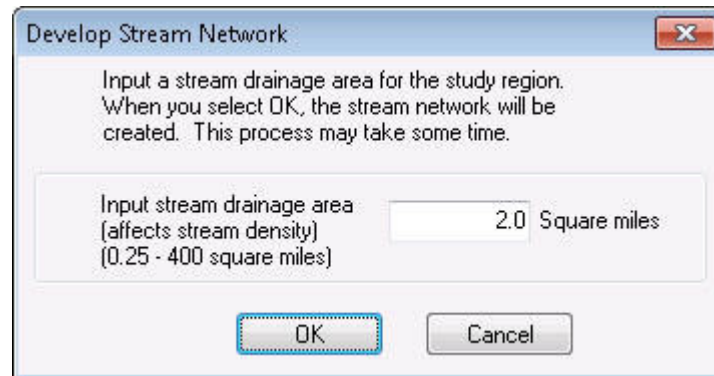 Develop Stream Network
Input a stream drainage area for the study region.
When you select OK, the stream network will be
created. This process may take some time.
Input stream drainage area
(affects stream density)
(0.25 - 400 square miles)
2.0 Square miles
OK
Cancel